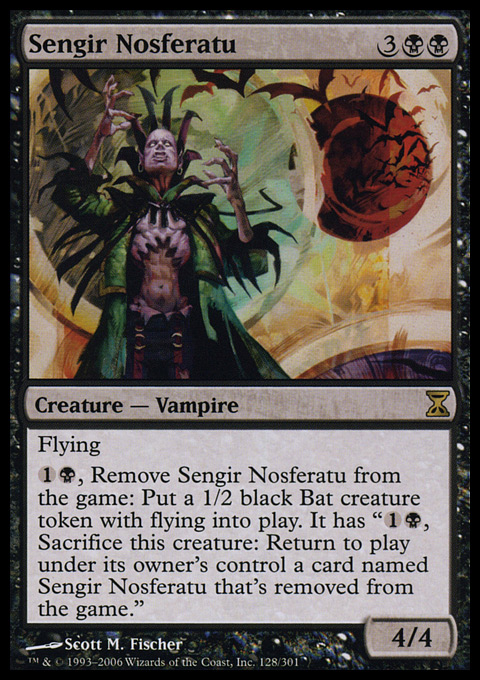 Sengir Nosferatu 3
Creature — Vampire
Flying
1, Remove Sengir Nosferatu from
the game: Put a 1/2 black Bat creature
token with flying into play. It has “1,
Sacrifice this creature: Return to play
under its owner’s control a card named
Sengir Nosferatu that’s removed from
the game.”
Scott M. Fischer
4/4
™ & © 1993–2006 Wizards of the Coast, Inc. 128/301